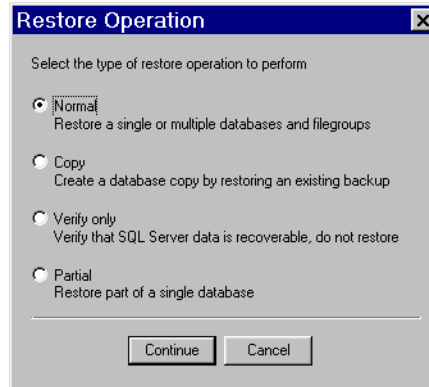 Restore Operation
Select the type of restore operation to perform
Normal
Restore a single or multiple databases and filegroups
Copy
Create a database copy by restoring an existing backup
Verify only
Verify that SQL Server data is recoverable, do not restore
Partial
Restore part of a single database
Continue Cancel